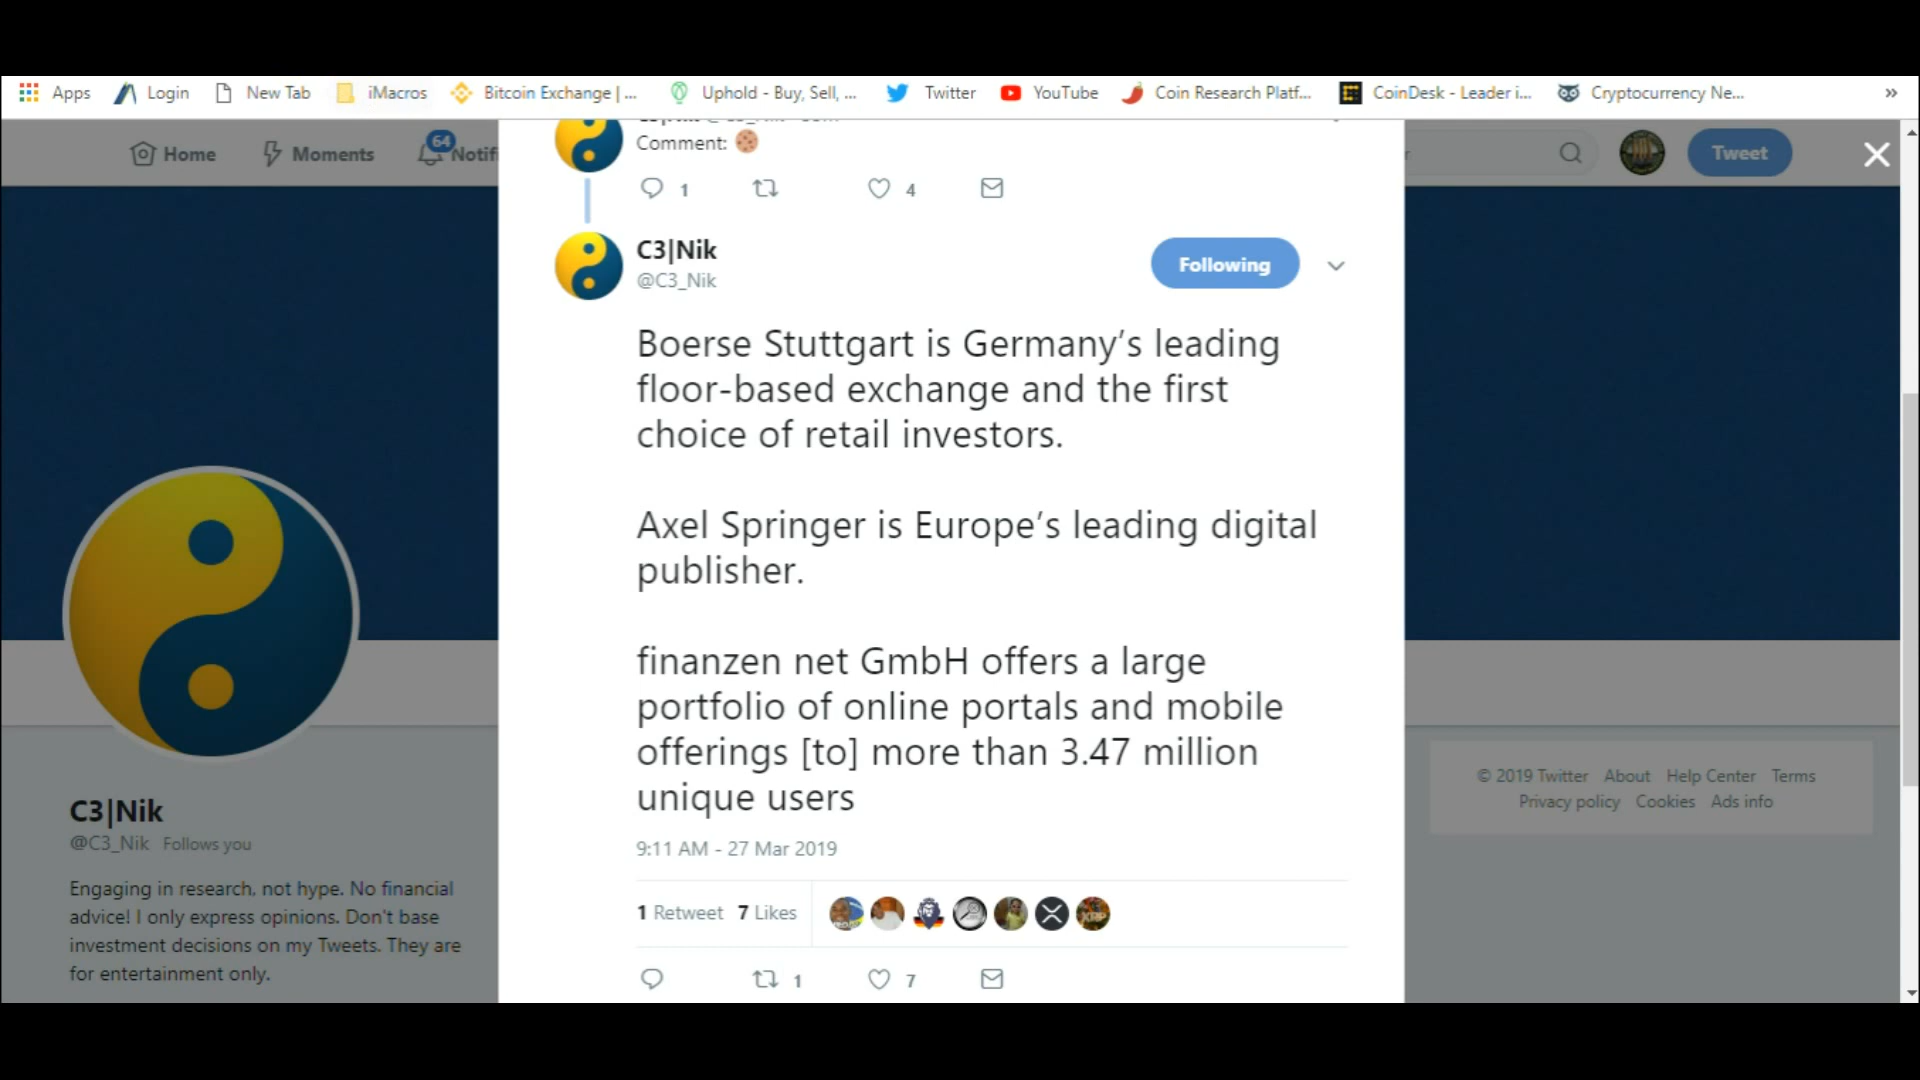 Apps Login New Tab iMacros Bitcoin Exchange | ... Uphold - Buy, Sell, ... Twitter YouTube Coin Research Platf... CoinDesk - Leader i... Cryptocurrency Ne... »
Home Moments 64 Notifi
Tweet
Comment:
1 4
C3|Nik
@C3_Nik
Following
Boerse Stuttgart is Germany’s leading
floor-based exchange and the first
choice of retail investors.
Axel Springer is Europe’s leading digital
publisher.
finanzen net GmbH offers a large
portfolio of online portals and mobile
offerings [to] more than 3.47 million
unique users
9:11 AM - 27 Mar 2019
1 Retweet 7 Likes
XRP
1 7
C3|Nik
@C3_Nik Follows you
Engaging in research, not hype. No financial
advice! I only express opinions. Don't base
investment decisions on my Tweets. They are
for entertainment only.
© 2019 Twitter About Help Center Terms
Privacy policy Cookies Ads info